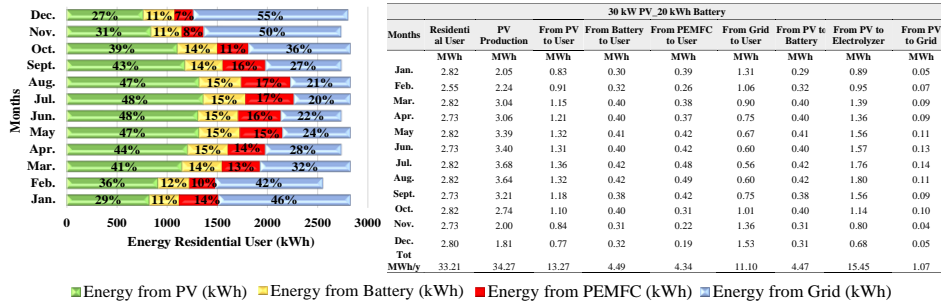 Dec. 27% 11% 7% 55%
Nov. 31% 11% 8% 50%
Oct. 39% 14% 11% 36%
Sept. 43% 14% 16% 27%
Aug. 47% 15% 17% 21%
Jul. 48% 15% 17% 20%
Jun. 48% 15% 16% 22%
May 47% 15% 15% 24%
Apr. 44% 15% 14% 28%
Mar. 41% 14% 13% 32%
Feb. 36% 12% 10% 42%
Jan. 29% 11% 14% 46%
Months
0 500 1000 1500 2000 2500 3000
Energy Residential User (kWh)
30 kW PV_20 kWh Battery
Months Residenti PV From PV From Battery From PEMFC From Grid From PV to From PV to From PV
al User Production to User to User to User to User Battery Electrolyzer to Grid
MWh MWh MWh MWh MWh MWh MWh MWh MWh
Jan. 2.82 2.05 0.83 0.30 0.39 1.31 0.29 0.89 0.05
Feb. 2.55 2.24 0.91 0.32 0.26 1.06 0.32 0.95 0.07
Mar. 2.82 3.04 1.15 0.40 0.38 0.90 0.40 1.39 0.09
Apr. 2.73 3.06 1.21 0.40 0.37 0.75 0.40 1.36 0.09
May 2.82 3.39 1.32 0.41 0.42 0.67 0.41 1.56 0.11
Jun. 2.73 3.40 1.31 0.40 0.42 0.60 0.40 1.57 0.13
Jul. 2.82 3.68 1.36 0.42 0.48 0.56 0.42 1.76 0.14
Aug. 2.82 3.64 1.32 0.42 0.49 0.60 0.42 1.80 0.11
Sept. 2.73 3.21 1.18 0.38 0.42 0.75 0.38 1.56 0.09
Oct. 2.82 2.74 1.10 0.40 0.31 1.01 0.40 1.14 0.10
Nov. 2.73 2.00 0.84 0.31 0.22 1.36 0.31 0.80 0.04
Dec. 2.80 1.81 0.77 0.32 0.19 1.53 0.31 0.68 0.05
Tot
MWh/y 33.21 34.27 13.27 4.49 4.34 11.10 4.47 15.45 1.07
Energy from PV (kWh) Energy from Battery (kWh) Energy from PEMFC (kWh) Energy from Grid (kWh)